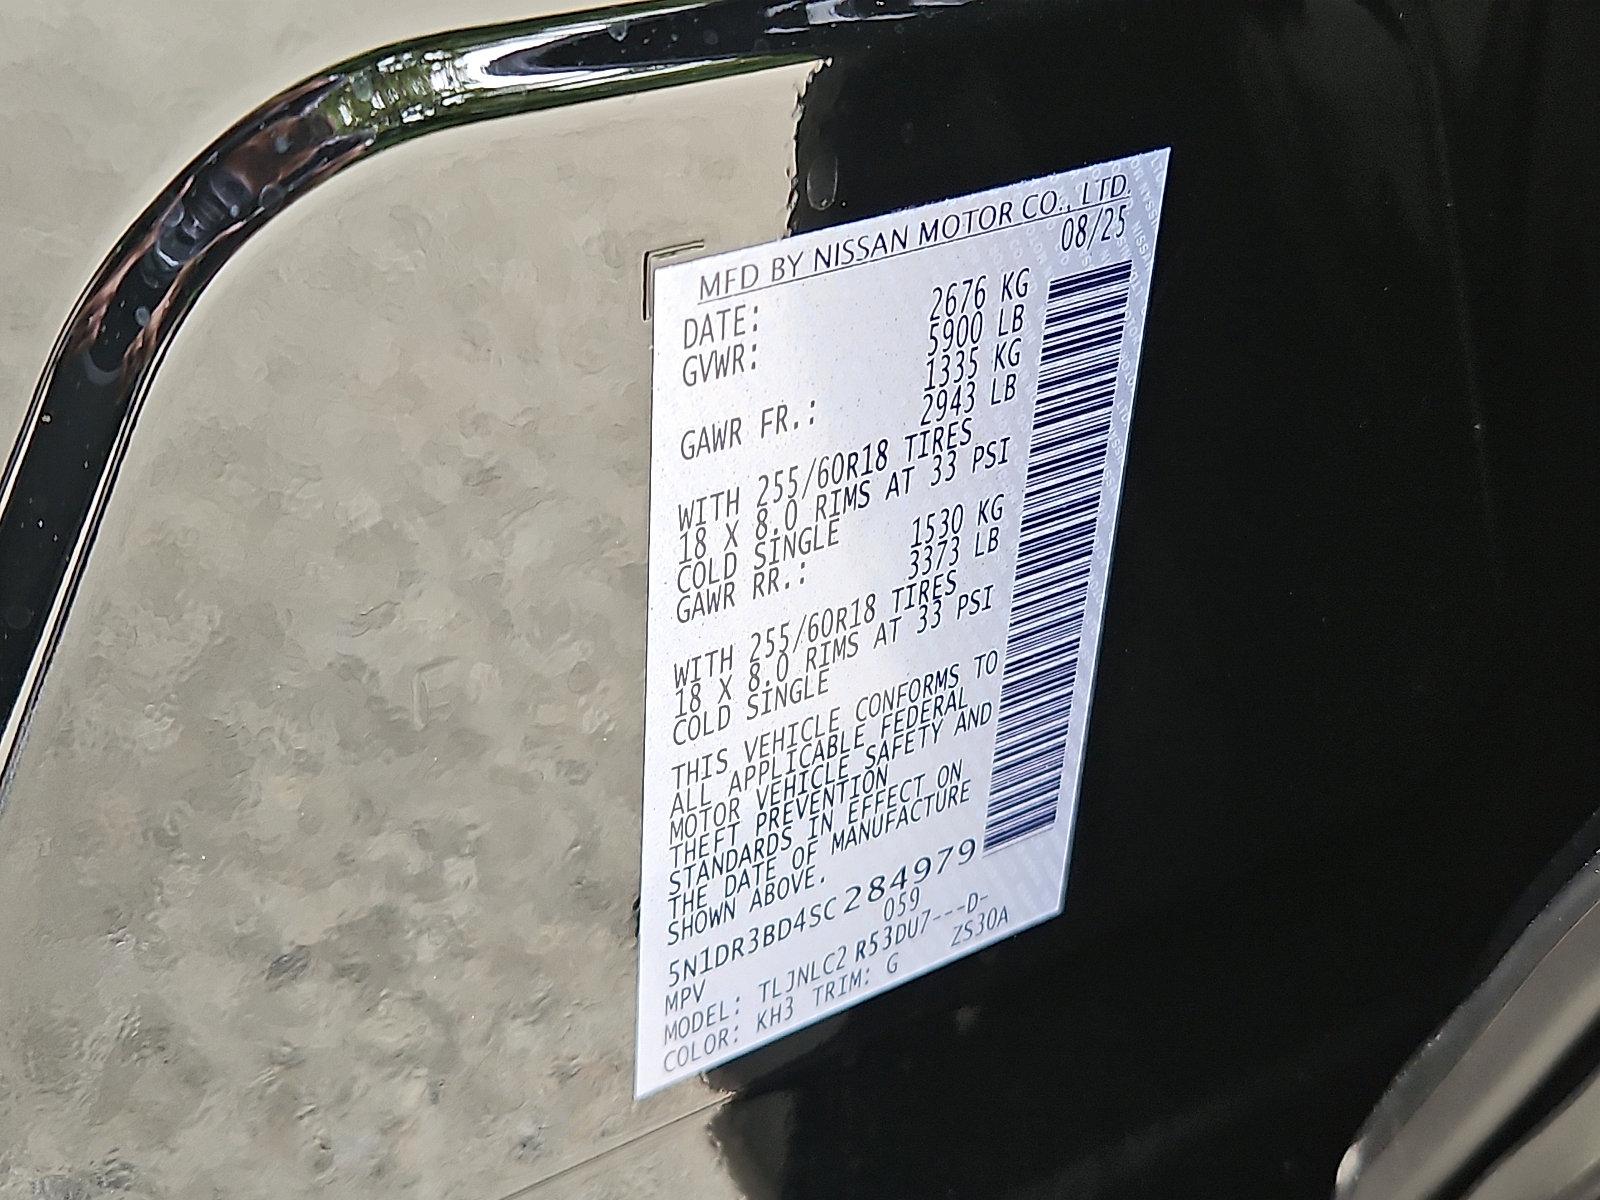 MFD BY NISSAN MOTOR CO., LTD.
DATE: 08/25
GVWR: 2676 KG
5900 LB
GAWR FR.: 1335 KG
2943 LB
WITH 255/60R18 TIRES
18 X 8.0 RIMS AT 33 PSI
COLD SINGLE
GAWR RR.: 1530 KG
3373 LB
WITH 255/60R18 TIRES
18 X 8.0 RIMS AT 33 PSI
COLD SINGLE
THIS VEHICLE CONFORMS TO
ALL APPLICABLE FEDERAL
MOTOR VEHICLE SAFETY AND
THEFT PREVENTION
STANDARDS IN EFFECT ON
THE DATE OF MANUFACTURE
SHOWN ABOVE.
5N1DR3BD4SC284979
MPV 059
MODEL: TLJNLC2 R53DU7---D-
COLOR: KH3 TRIM: G ZS30A